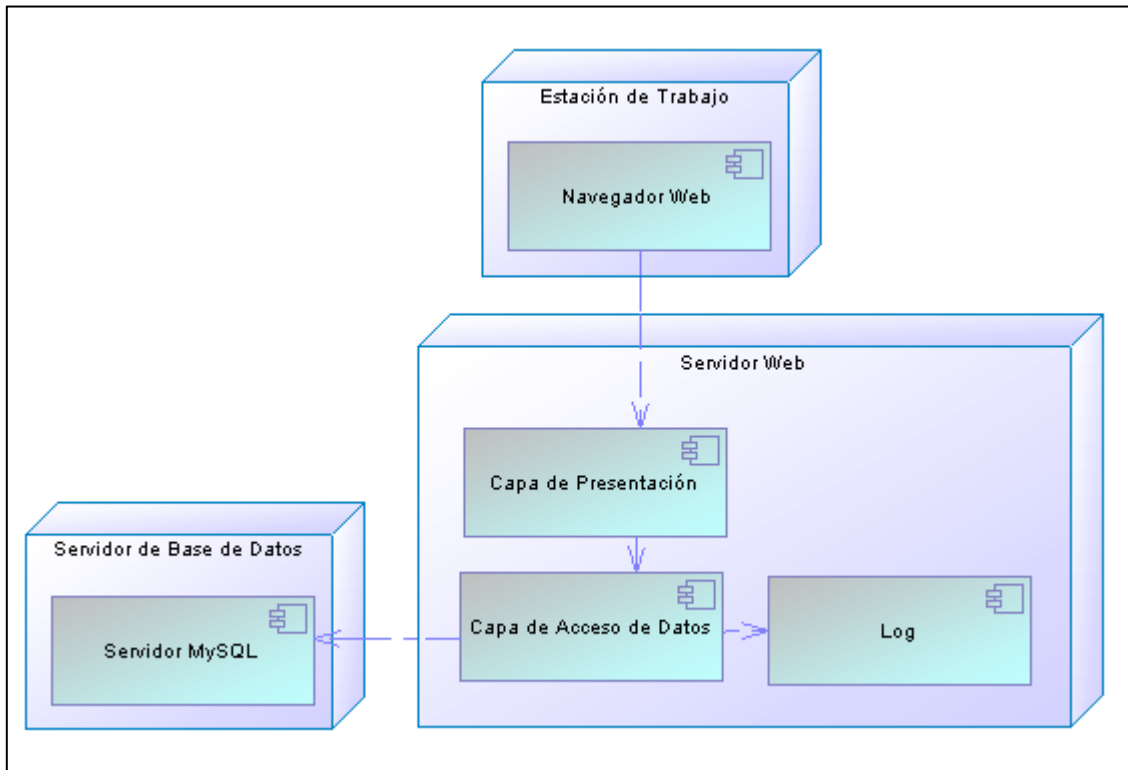 Estación de Trabajo
Navegador Web
Servidor Web
Capa de Presentación
Servidor de Base de Datos
Servidor MySQL
Capa de Acceso de Datos
Log